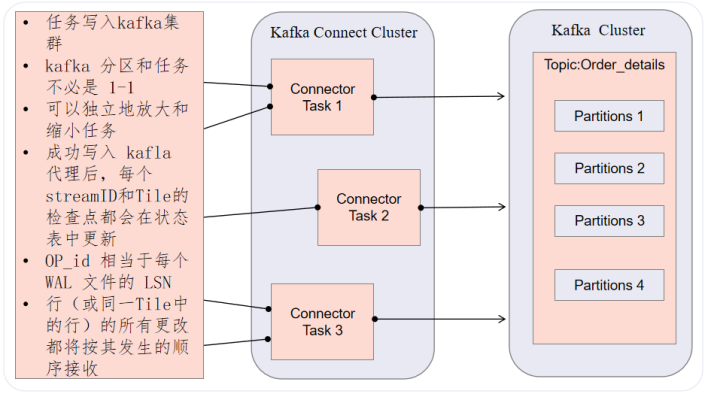 任务写入kafka集
群
kafka 分区和任务
不必是 1-1
可以独立地放大和
缩小任务
成功写入 kafla
代理后，每个
streamID和Tile的
检查点都会在状态
表中更新
OP_id 相当于每个
WAL 文件的 LSN
行（或同一Tile中
的行）的所有更改
都将按其发生的顺
序接收
Kafka Connect Cluster
Connector
Task 1
Connector
Task 2
Connector
Task 3
Kafka Cluster
Topic:Order_details
Partitions 1
Partitions 2
Partitions 3
Partitions 4